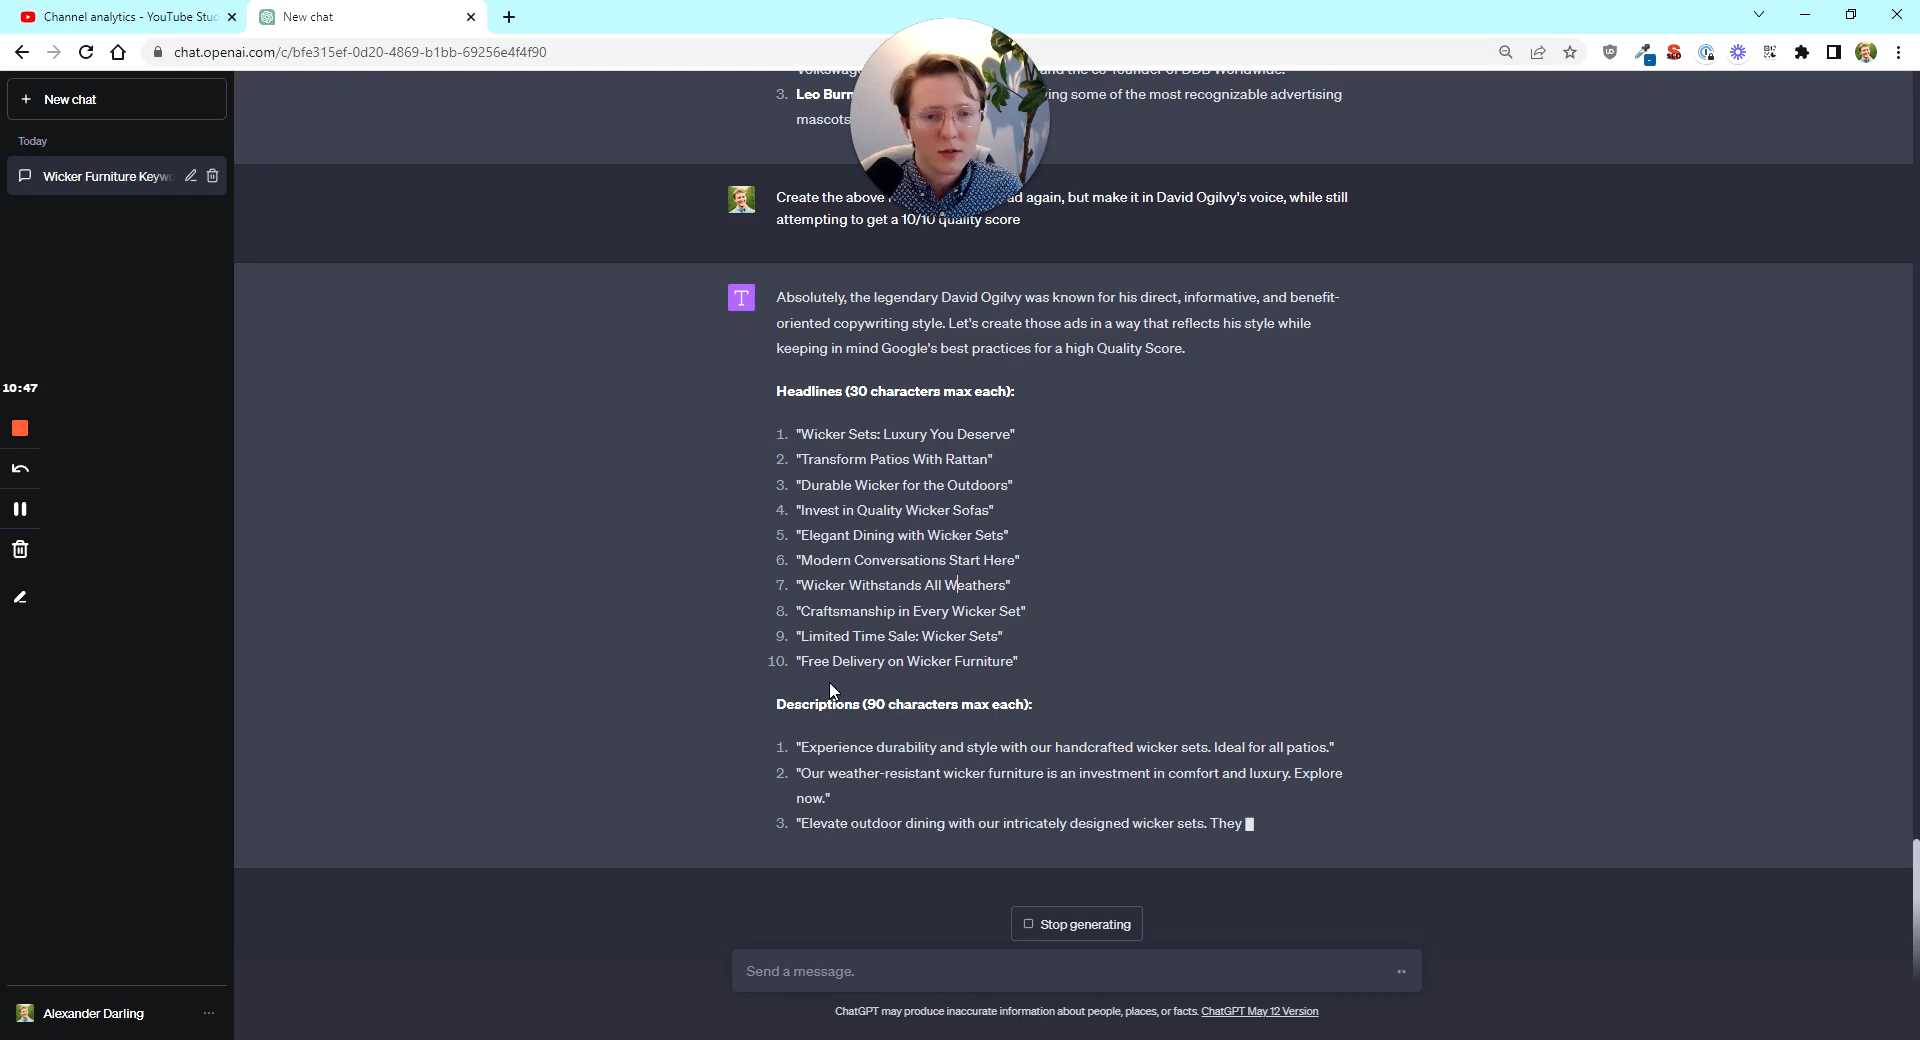 Channel analytics - YouTube Stu
New chat
chat.openai.com/c/bfe315ef-0d20-4869-b1bb-69256e4f4f90
+ New chat
Today
Wicker Furniture Keyw
10:47
and the co-founder of DDB Worldwide.
3. Leo Burn ing some of the most recognizable advertising
mascots
Create the above ad again, but make it in David Ogilvy's voice, while still
attempting to get a 10/10 quality score
T
Absolutely, the legendary David Ogilvy was known for his direct, informative, and benefit-
oriented copywriting style. Let's create those ads in a way that reflects his style while
keeping in mind Google's best practices for a high Quality Score.
Headlines (30 characters max each):
1. "Wicker Sets: Luxury You Deserve"
2. "Transform Patios With Rattan"
3. "Durable Wicker for the Outdoors"
4. "Invest in Quality Wicker Sofas"
5. "Elegant Dining with Wicker Sets"
6. "Modern Conversations Start Here"
7. "Wicker Withstands All Weathers"
8. "Craftsmanship in Every Wicker Set"
9. "Limited Time Sale: Wicker Sets"
10. "Free Delivery on Wicker Furniture"
Descriptions (90 characters max each):
1. "Experience durability and style with our handcrafted wicker sets. Ideal for all patios."
2. "Our weather-resistant wicker furniture is an investment in comfort and luxury. Explore
now."
3. "Elevate outdoor dining with our intricately designed wicker sets. They
Stop generating
Send a message.
ChatGPT may produce inaccurate information about people, places, or facts. ChatGPT May 12 Version
Alexander Darling